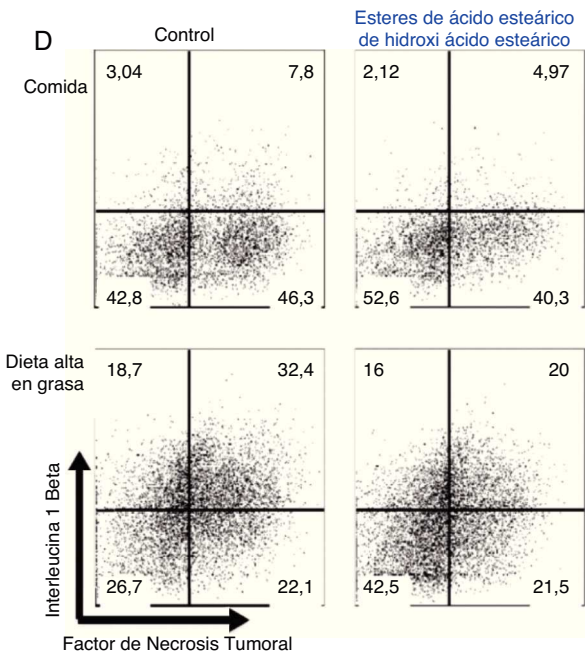 D
Control
Esteres de ácido esteárico
de hidroxi ácido esteárico
Comida
3,04
7,8
2,12
4,97
42,8
46,3
52,6
40,3
Dieta alta
en grasa
18,7
32,4
16
20
Interleucina 1 Beta
26,7
22,1
42,5
21,5
Factor de Necrosis Tumoral